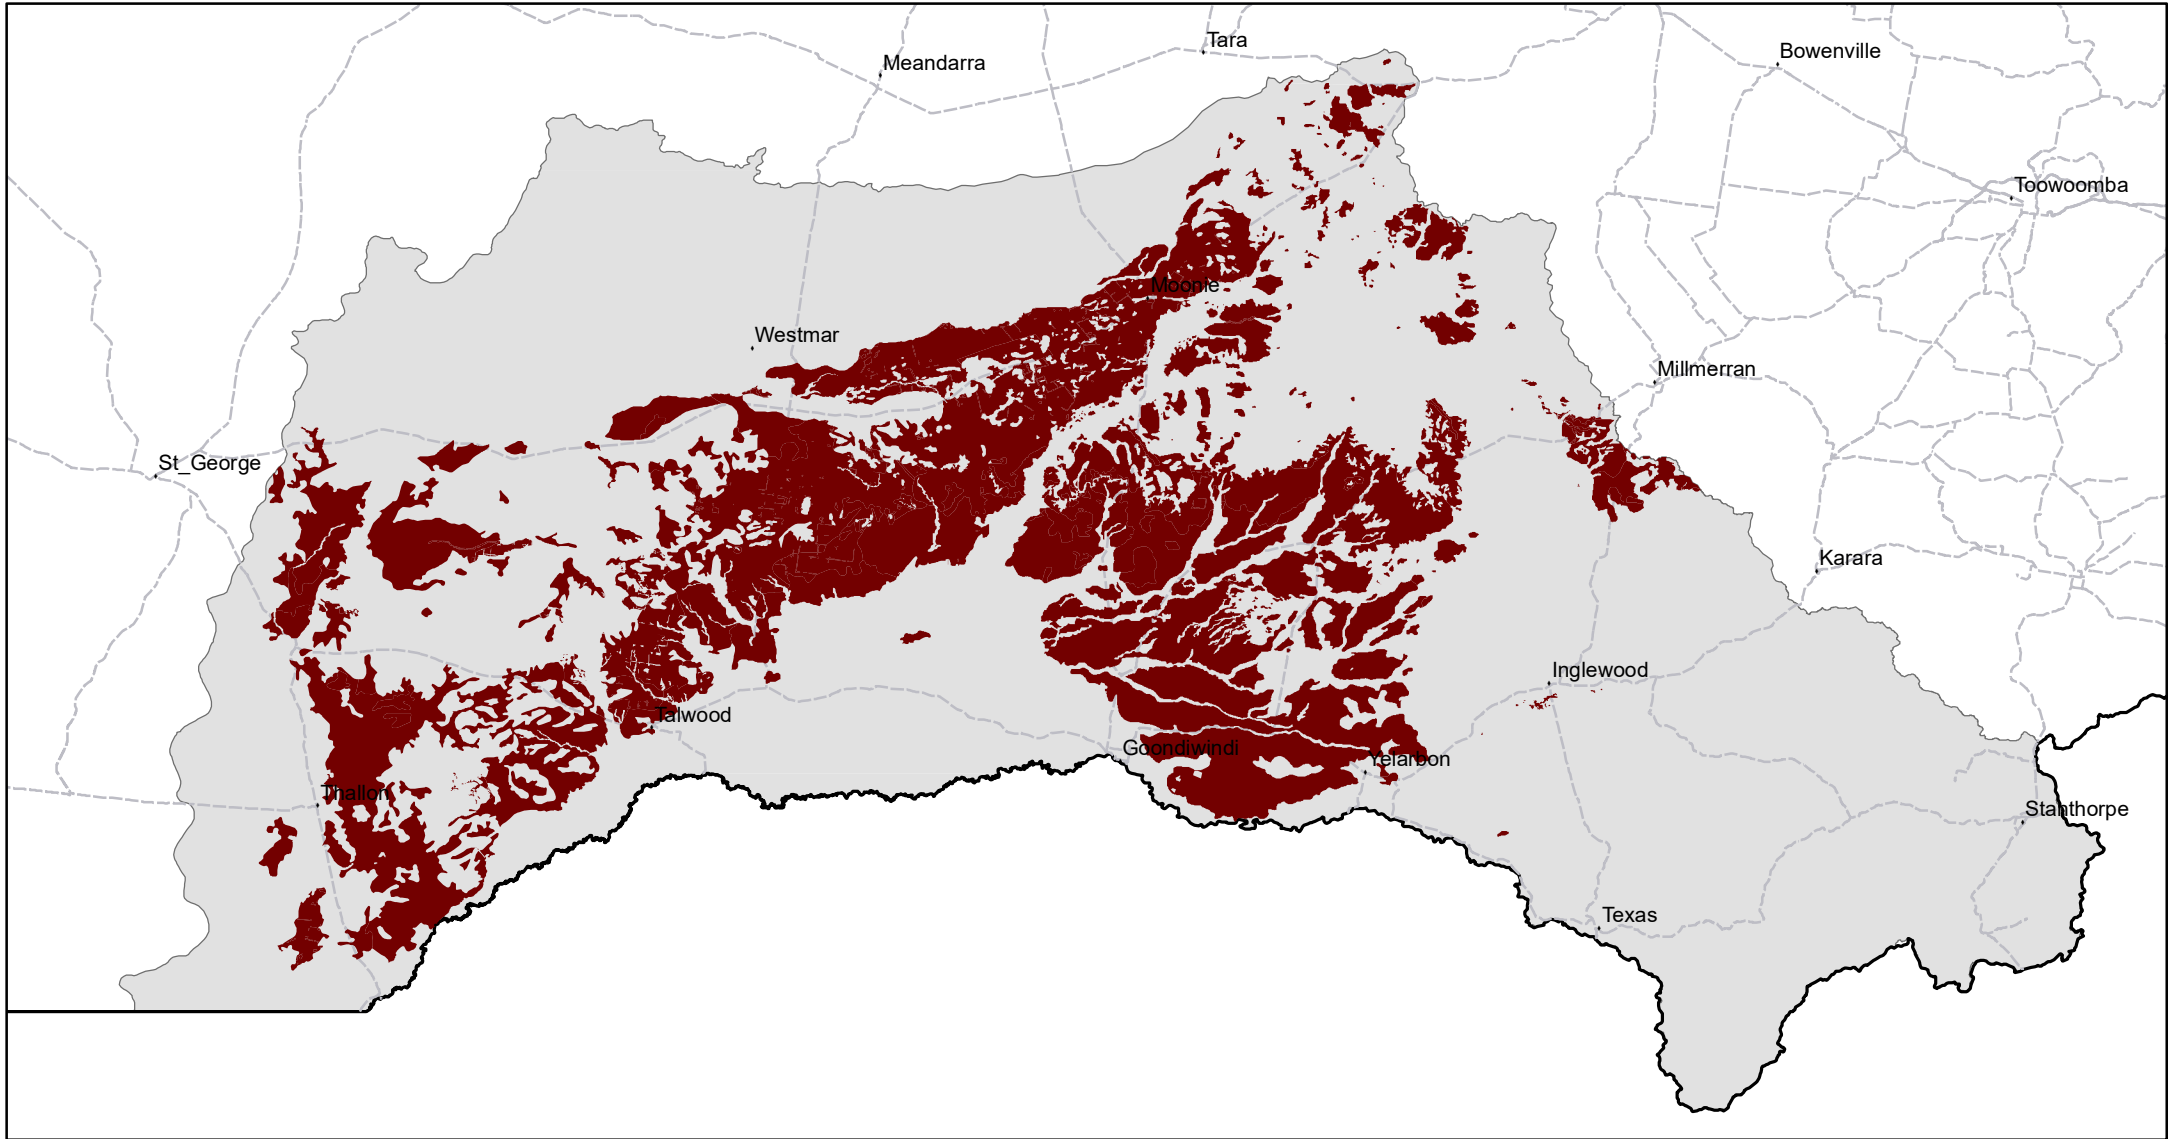 Tara
Bowenville
Meandarra
Toowoomba
Moonie
Westmar
Millmerran
St_George
Karara
Inglewood
Talwood
Goondiwindi
Yelarbon
Thallon
Stanthorpe
Texas